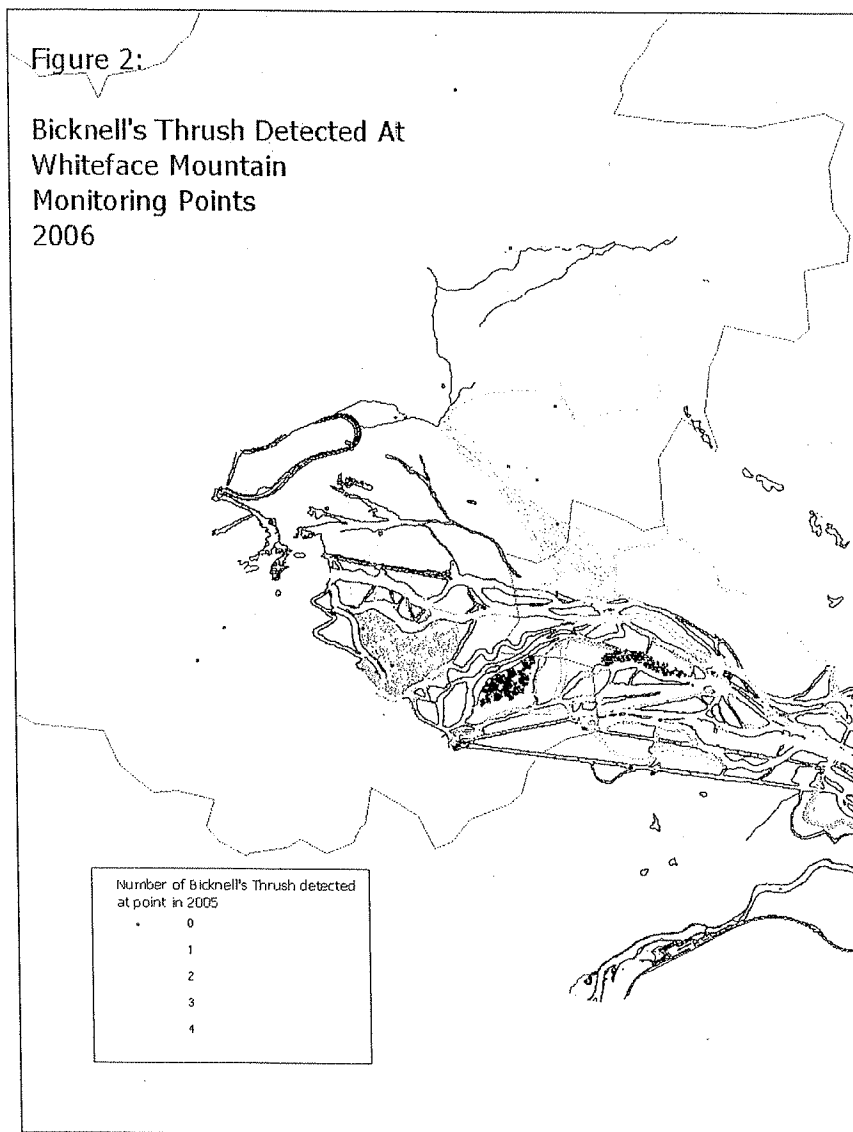 Figure 2:
Bicknell's Thrush Detected At
Whiteface Mountain
Monitoring Points
2006
Number of Bicknell's Thrush detected
at point in 2005
0
1
2
3
4